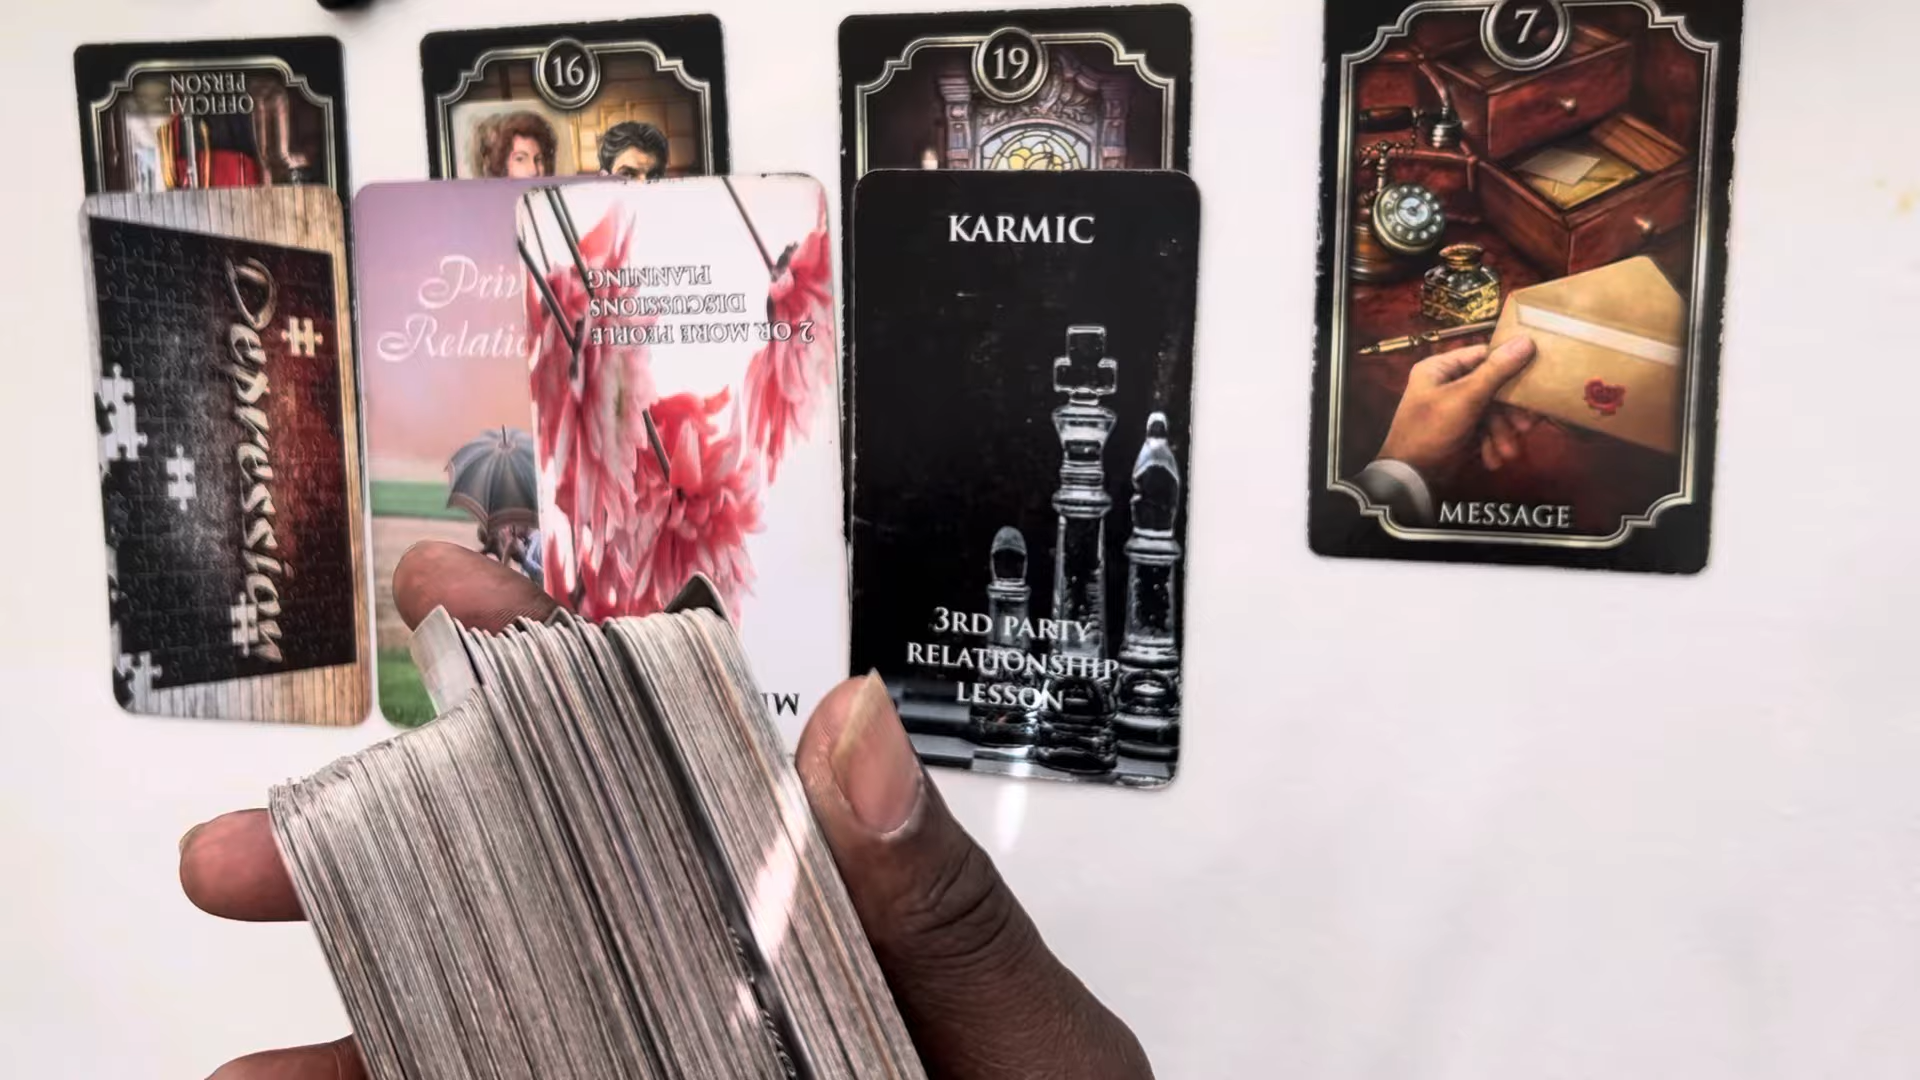 OFFICIAL
PERSON
16
19
7
MESSAGE
Depression
Priv
Relatio
2 OR MORE PEOPLE
DISCUSSIONS
PLANNING
KARMIC
3RD PARTY
RELATIONSHIP
LESSON